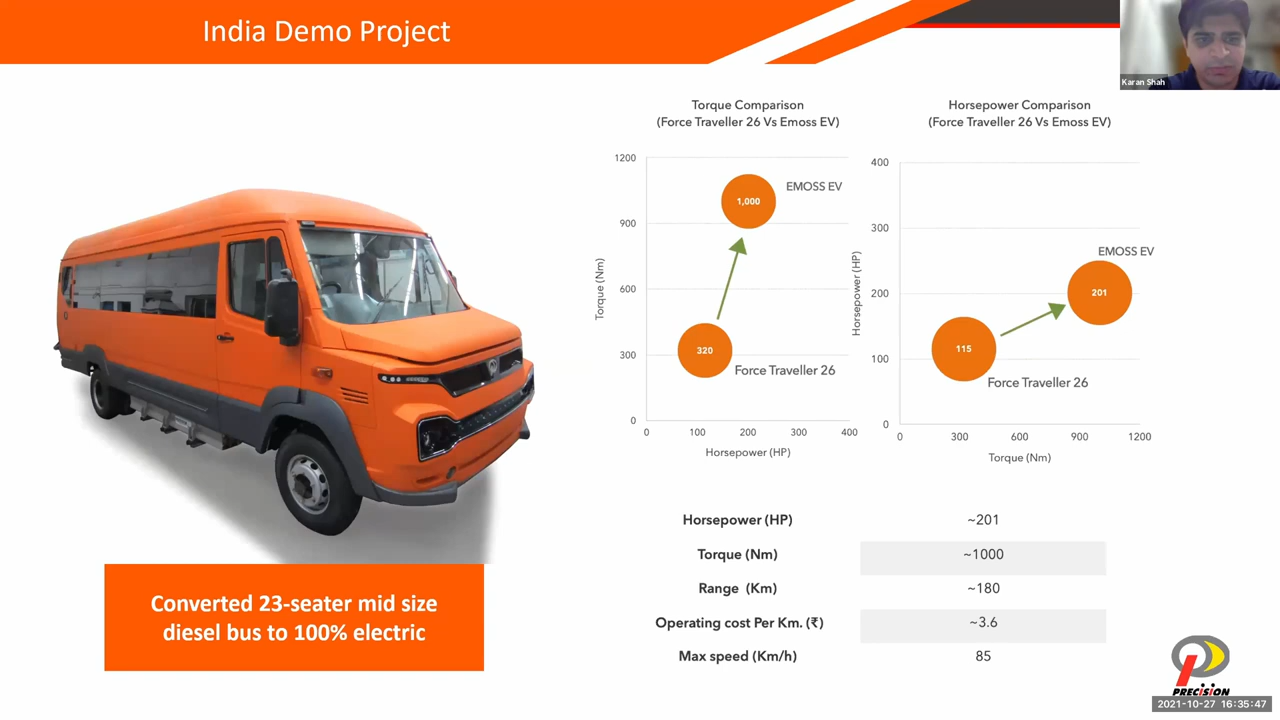 India Demo Project
Karan Shah
Torque Comparison
(Force Traveller 26 Vs Emoss EV)
1200
900
600
300
0
0 100 200 300 400
Torque (Nm)
Horsepower (HP)
1,000
EMOSS EV
320
Force Traveller 26
Horsepower Comparison
(Force Traveller 26 Vs Emoss EV)
400
300
200
100
0
0 300 600 900 1200
Horsepower (HP)
Torque (Nm)
EMOSS EV
201
115
Force Traveller 26
Horsepower (HP) ~201
Torque (Nm) ~1000
Range (Km) ~180
Operating cost Per Km. (₹) ~3.6
Max speed (Km/h) 85
Converted 23-seater mid size
diesel bus to 100% electric
PRECISION
2021-10-27 16:35:47